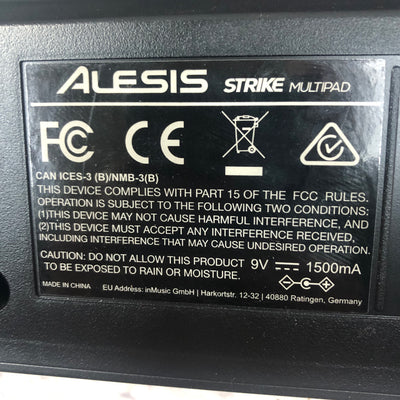 ALESIS STRIKE MULTIPAD
FC CE
CAN ICES-3 (B)/NMB-3(B)
THIS DEVICE COMPLIES WITH PART 15 OF THE FCC RULES.
OPERATION IS SUBJECT TO THE FOLLOWING TWO CONDITIONS:
(1)THIS DEVICE MAY NOT CAUSE HARMFUL INTERFERENCE, AND
(2)THIS DEVICE MUST ACCEPT ANY INTERFERENCE RECEIVED,
INCLUDING INTERFERENCE THAT MAY CAUSE UNDESIRED OPERATION.
CAUTION: DO NOT ALLOW THIS PRODUCT 9V 1500mA
TO BE EXPOSED TO RAIN OR MOISTURE.
MADE IN CHINA EU Address: inMusic GmbH | Harkortstr. 12-32 | 40880 Ratingen, Germany